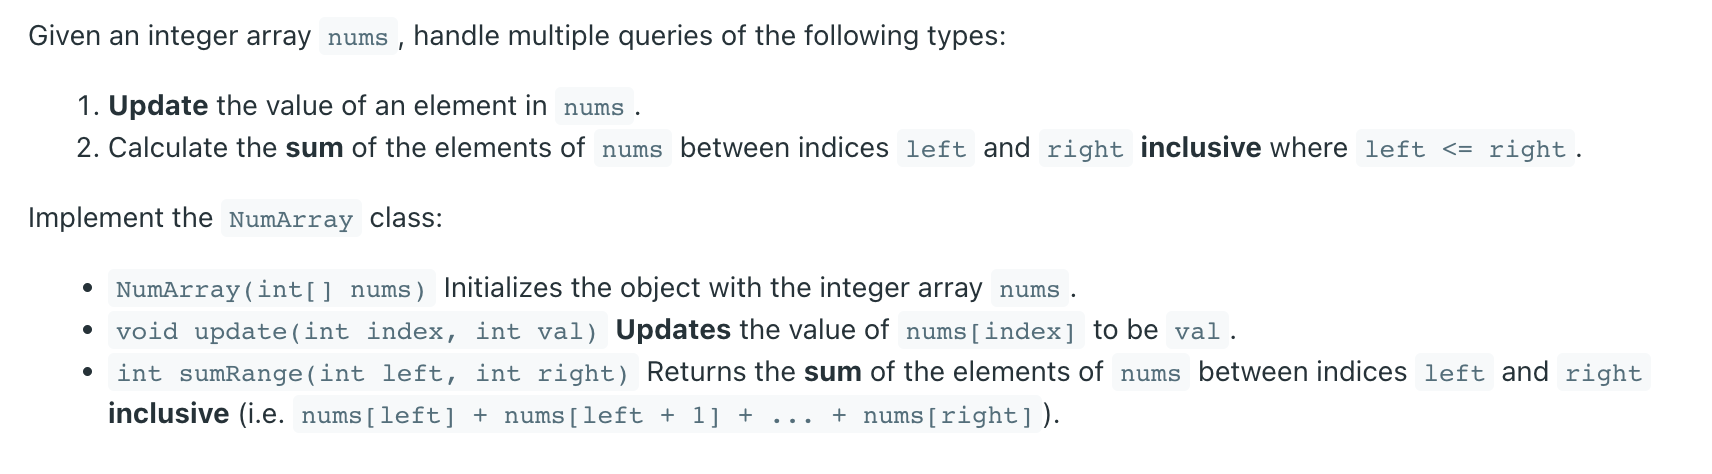 Given an integer array nums, handle multiple queries of the following types:
1. Update the value of an element in nums.
2. Calculate the sum of the elements of nums between indices left and right inclusive where left <= right.
Implement the NumArray class:
• NumArray(int[] nums) Initializes the object with the integer array nums.
• void update(int index, int val) Updates the value of nums[index] to be val.
• int sumRange(int left, int right) Returns the sum of the elements of nums between indices left and right
inclusive (i.e. nums[left] + nums[left + 1] + ... + nums[right]).